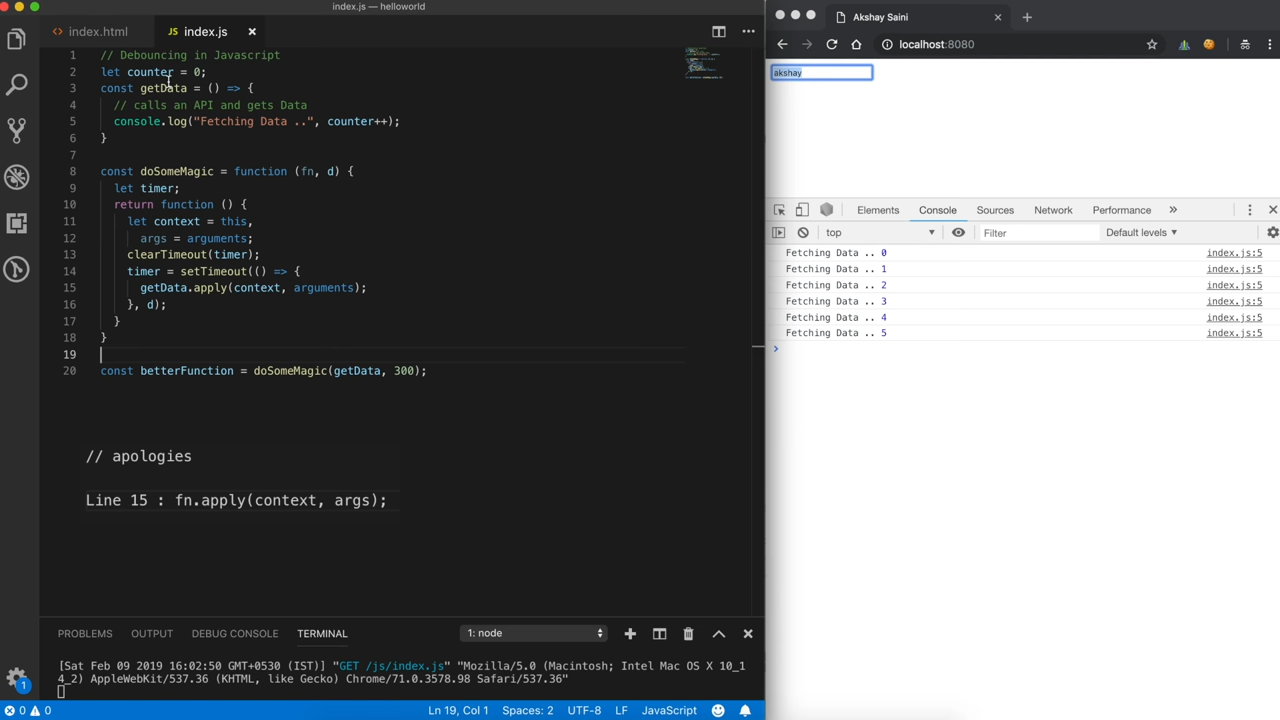 index.js — helloworld
index.html
JS index.js
1 // Debouncing in Javascript
2 let counter = 0;
3 const getData = () => {
4 // calls an API and gets Data
5 console.log("Fetching Data ..", counter++);
6 }
7
8 const doSomeMagic = function (fn, d) {
9 let timer;
10 return function () {
11 let context = this,
12 args = arguments;
13 clearTimeout(timer);
14 timer = setTimeout(() => {
15 getData.apply(context, arguments);
16 }, d);
17 }
18 }
19
20 const betterFunction = doSomeMagic(getData, 300);
// apologies
Line 15 : fn.apply(context, args);
PROBLEMS OUTPUT DEBUG CONSOLE TERMINAL 1: node
[Sat Feb 09 2019 16:02:50 GMT+0530 (IST)] "GET /js/index.js" "Mozilla/5.0 (Macintosh; Intel Mac OS X 10_1
4_2) AppleWebKit/537.36 (KHTML, like Gecko) Chrome/71.0.3578.98 Safari/537.36"
1
0 0 Ln 19, Col 1 Spaces: 2 UTF-8 LF JavaScript
Akshay Saini
localhost:8080
akshay
Elements Console Sources Network Performance »
top Filter Default levels
Fetching Data .. 0 index.js:5
Fetching Data .. 1 index.js:5
Fetching Data .. 2 index.js:5
Fetching Data .. 3 index.js:5
Fetching Data .. 4 index.js:5
Fetching Data .. 5 index.js:5